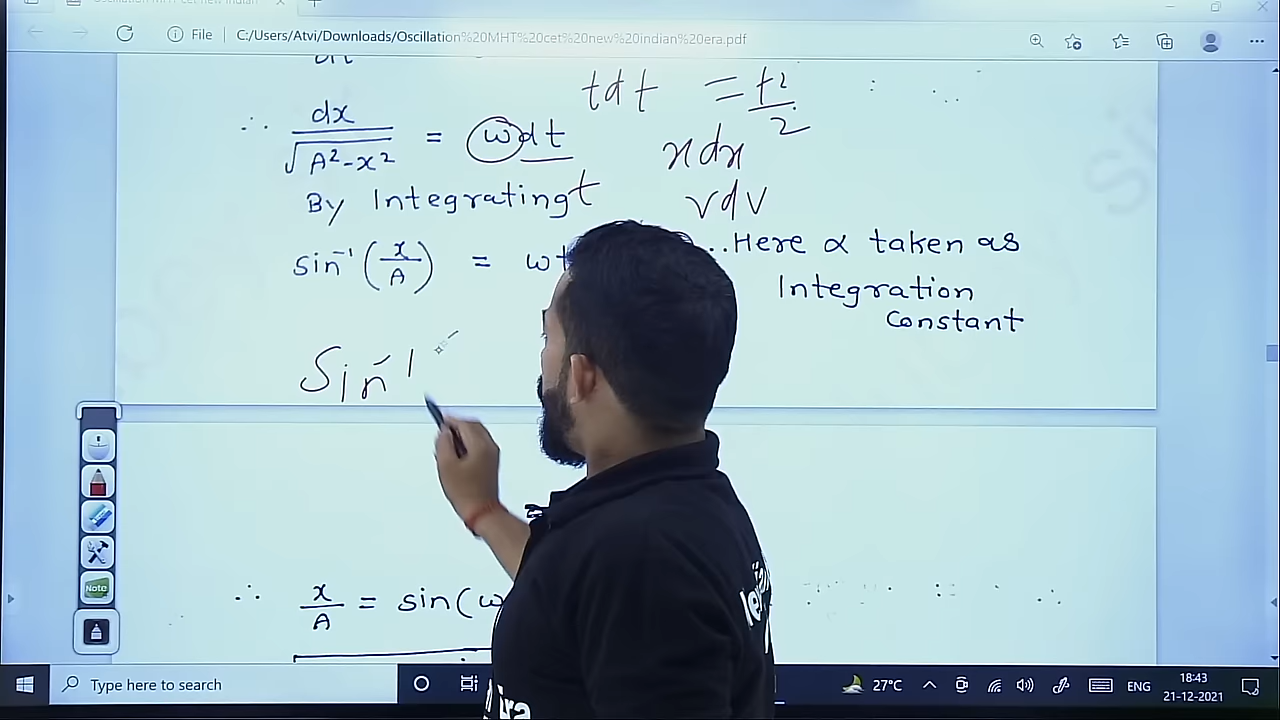 File C:/Users/Atvi/Downloads/Oscillation%20MHT%20cet%20new%20indian%20era.pdf
tdt = t²/2
∴ dx/√A²-x² = ωdt
xdx
By Integrating t
vdv
sin⁻¹(x/A) = ωt
..Here α taken as
Integration
constant
Sin⁻¹
∴ x/A = sin(ω
Note
Type here to search
27°C
ENG
18:43
21-12-2021